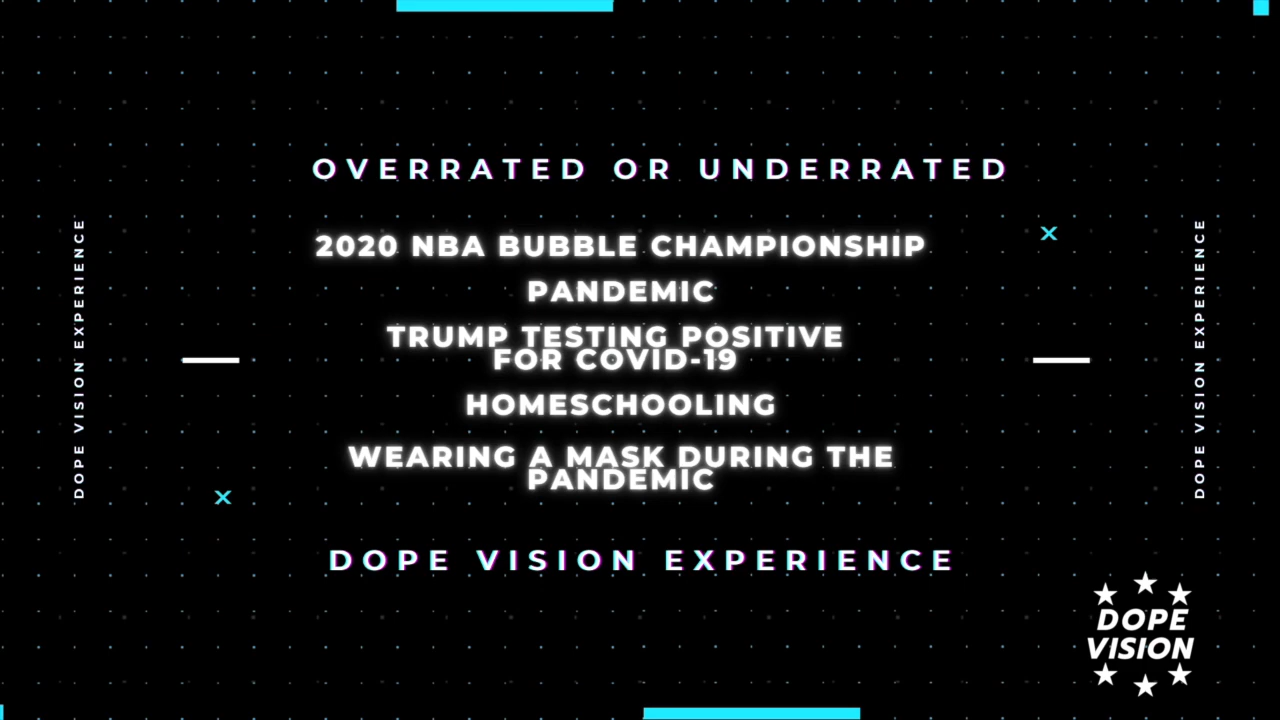 OVERRATED OR UNDERRATED
2020 NBA BUBBLE CHAMPIONSHIP
PANDEMIC
TRUMP TESTING POSITIVE
FOR COVID-19
HOMESCHOOLING
WEARING A MASK DURING THE
PANDEMIC
DOPE VISION EXPERIENCE
DOPE VISION EXPERIENCE
DOPE VISION EXPERIENCE
DOPE
VISION